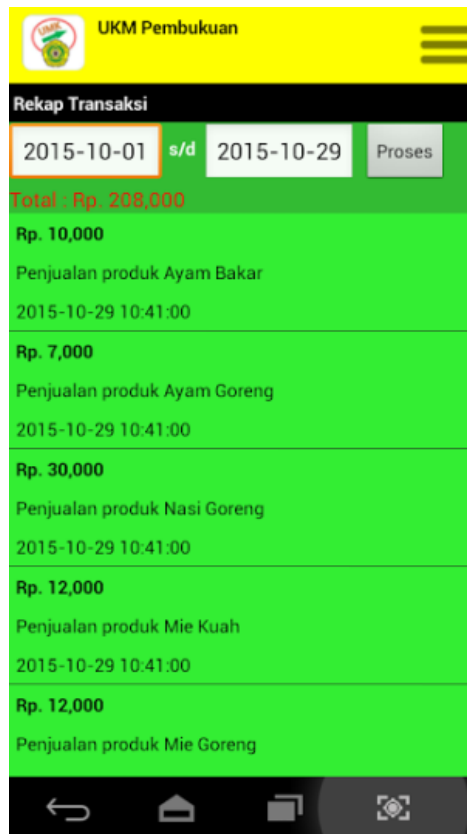 UMK
UKM Pembukuan
Rekap Transaksi
2015-10-01 s/d 2015-10-29 Proses
Total : Rp. 208,000
Rp. 10,000
Penjualan produk Ayam Bakar
2015-10-29 10:41:00
Rp. 7,000
Penjualan produk Ayam Goreng
2015-10-29 10:41:00
Rp. 30,000
Penjualan produk Nasi Goreng
2015-10-29 10:41:00
Rp. 12,000
Penjualan produk Mie Kuah
2015-10-29 10:41:00
Rp. 12,000
Penjualan produk Mie Goreng